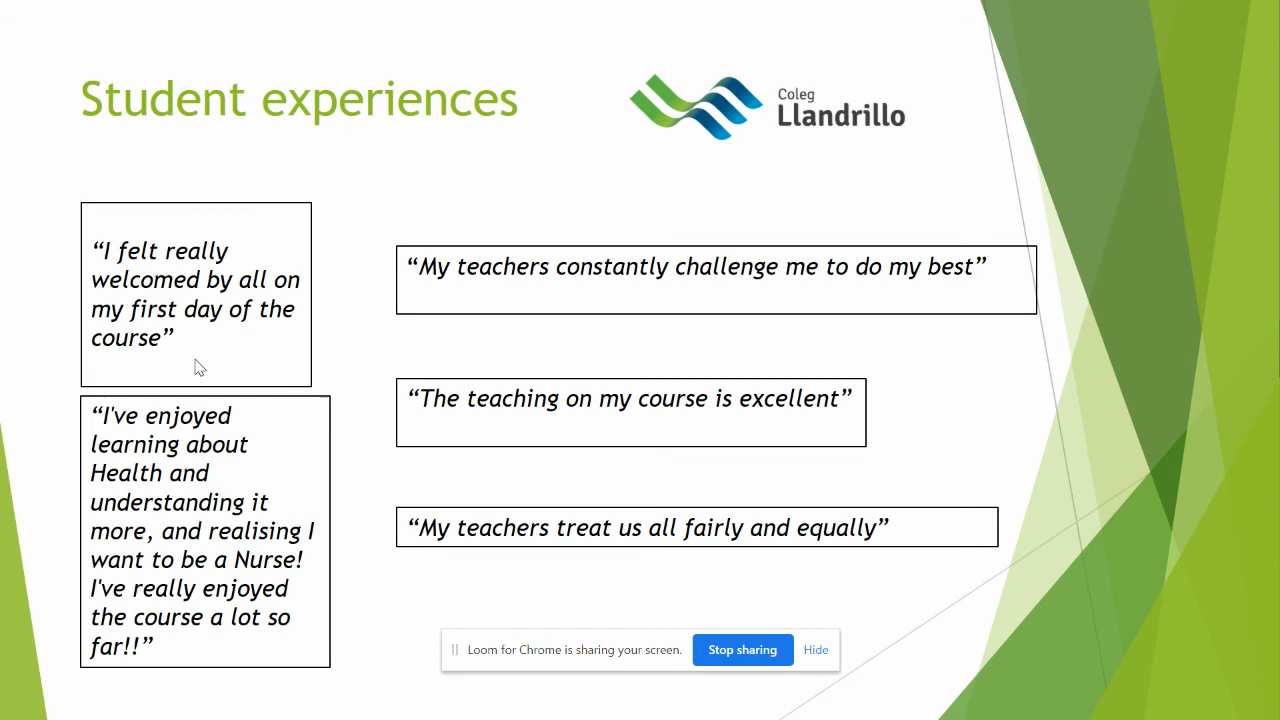 Student experiences
Coleg
Llandrillo
“I felt really
welcomed by all on
my first day of the
course”
“I've enjoyed
learning about
Health and
understanding it
more, and realising I
want to be a Nurse!
I've really enjoyed
the course a lot so
far!!”
“My teachers constantly challenge me to do my best”
“The teaching on my course is excellent”
“My teachers treat us all fairly and equally”
Loom for Chrome is sharing your screen.
Stop sharing
Hide